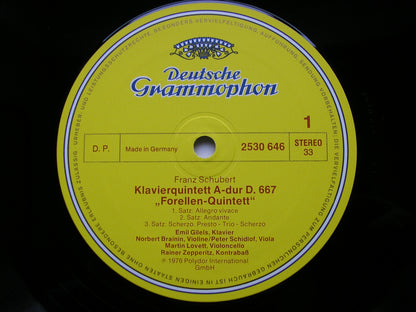 Deutsche
Grammophon
D. P.
Made in Germany
2530 646
1
STEREO
33
Franz Schubert
Klavierquintett A-dur D. 667
„Forellen-Quintett“
1. Satz: Allegro vivace
2. Satz: Andante
3. Satz: Scherzo. Presto - Trio - Scherzo
Emil Gilels, Klavier
Norbert Brainin, Violine/Peter Schidlof, Viola
Martin Lovett, Violoncello
Rainer Zepperitz, Kontrabaß
℗ 1976 Polydor International
GmbH